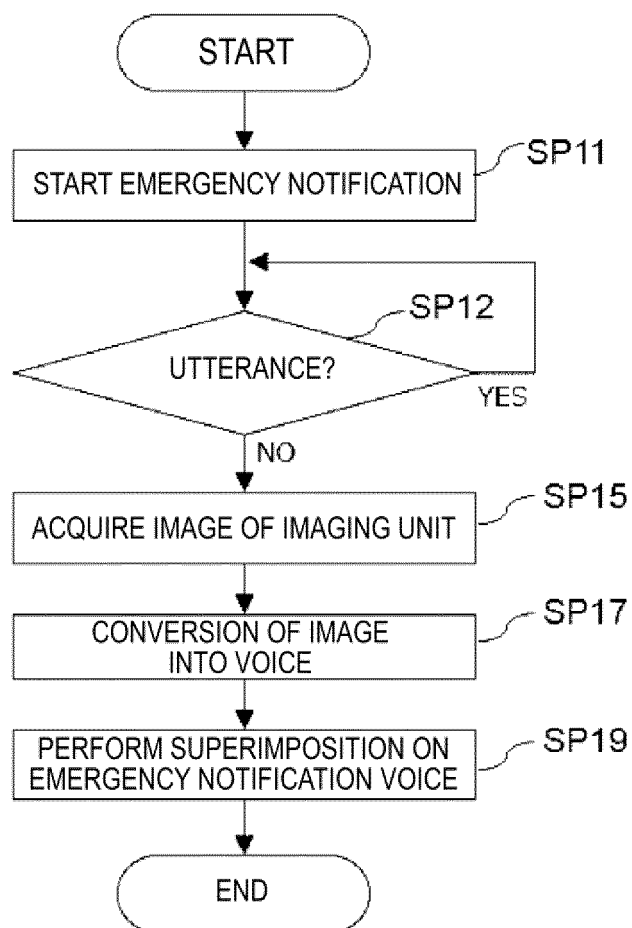 START
SP11
START EMERGENCY NOTIFICATION
SP12
UTTERANCE?
YES
NO
SP15
ACQUIRE IMAGE OF IMAGING UNIT
SP17
CONVERSION OF IMAGE
INTO VOICE
SP19
PERFORM SUPERIMPOSITION ON
EMERGENCY NOTIFICATION VOICE
END